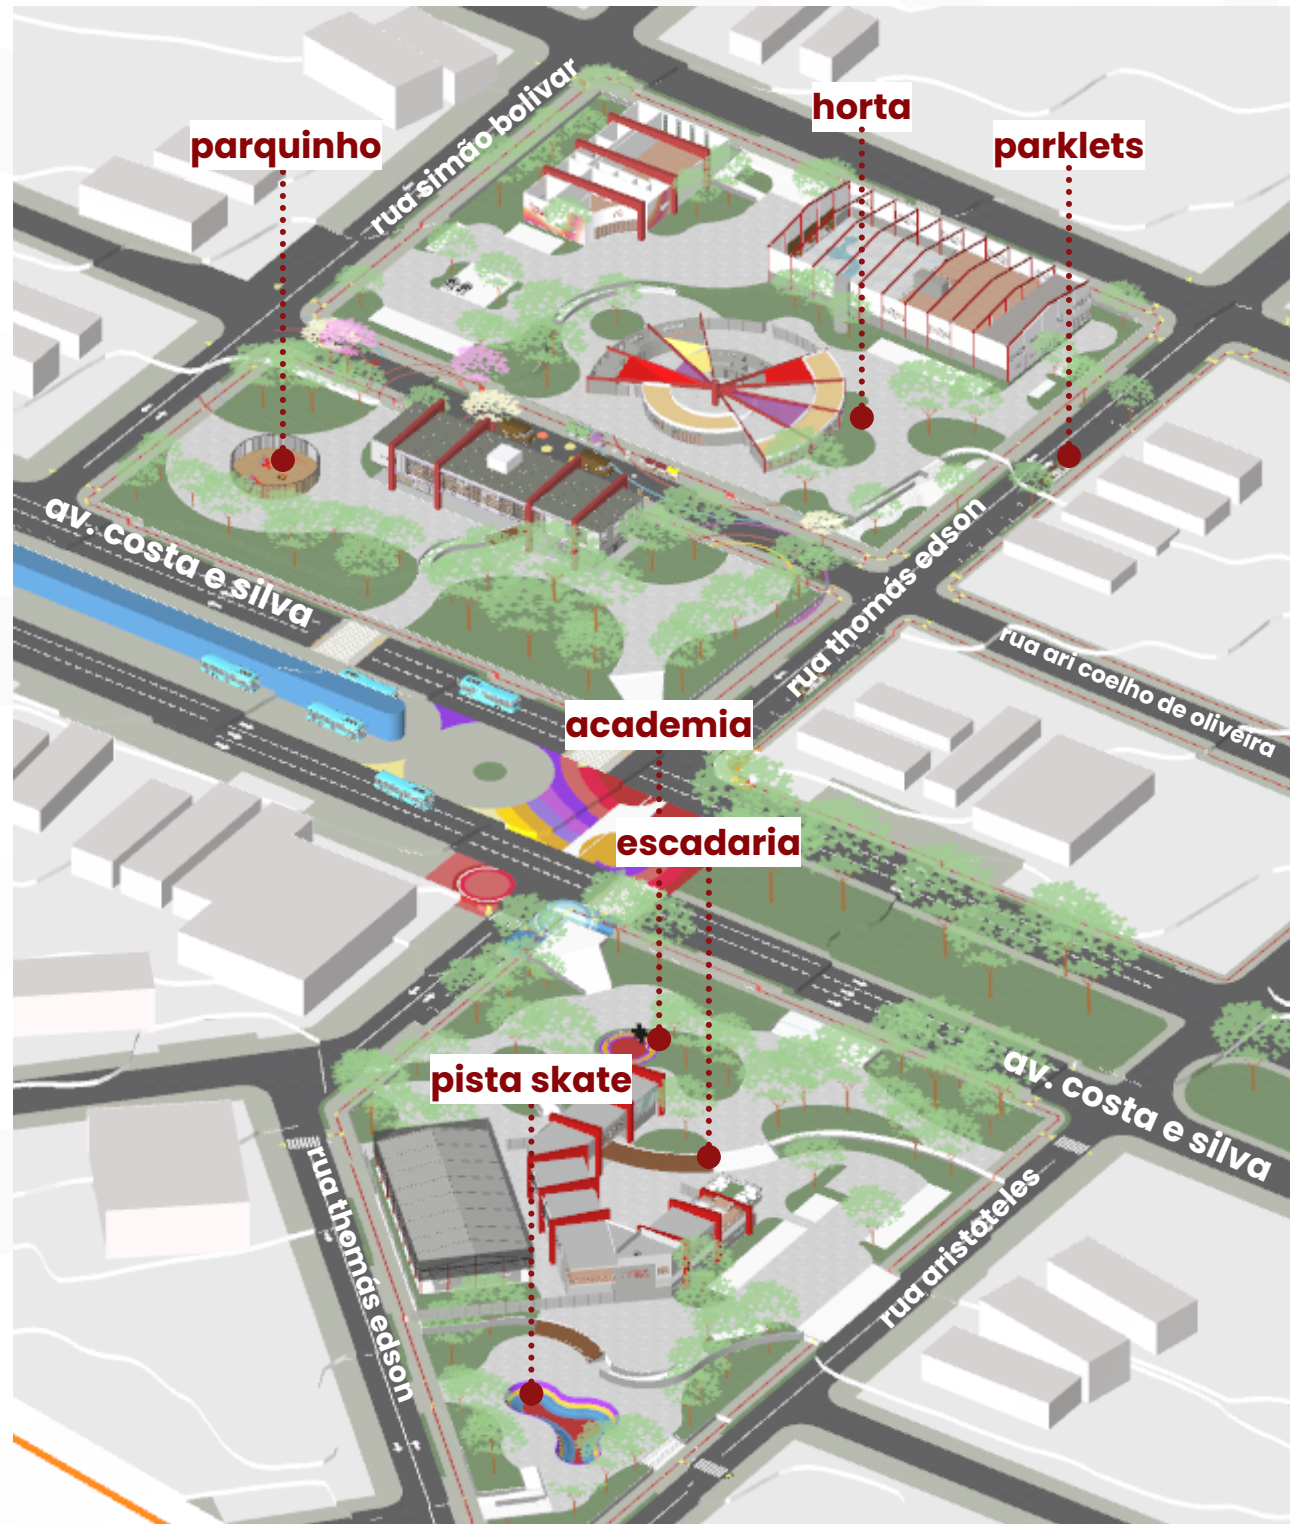 rua simão bolivar
horta
parquinho
parklets
av. costa e silva
rua thomás edson
rua ari coelho de oliveira
academia
escadaria
av. costa e silva
pista skate
rua thomás edson
rua aristóteles